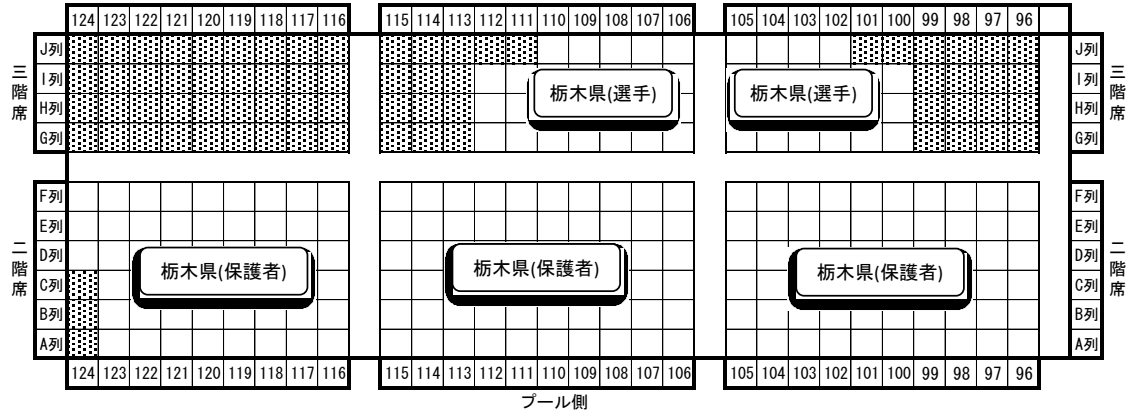 124 123 122 121 120 119 118 117 116 115 114 113 112 111 110 109 108 107 106 105 104 103 102 101 100 99 98 97 96
三階席
J列 J列
I列 I列
H列 H列
G列 G列
三階席
栃木県(選手) 栃木県(選手)
二階席
F列 F列
E列 E列
D列 D列
C列 C列
B列 B列
A列 A列
二階席
栃木県(保護者) 栃木県(保護者) 栃木県(保護者)
124 123 122 121 120 119 118 117 116 115 114 113 112 111 110 109 108 107 106 105 104 103 102 101 100 99 98 97 96
プール側